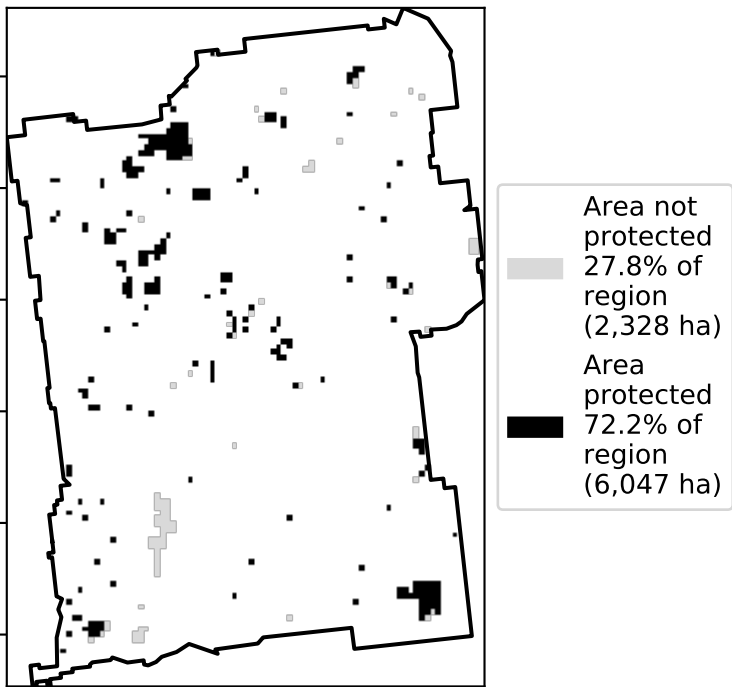 Area not
protected
27.8% of
region
(2,328 ha)
Area
protected
72.2% of
region
(6,047 ha)